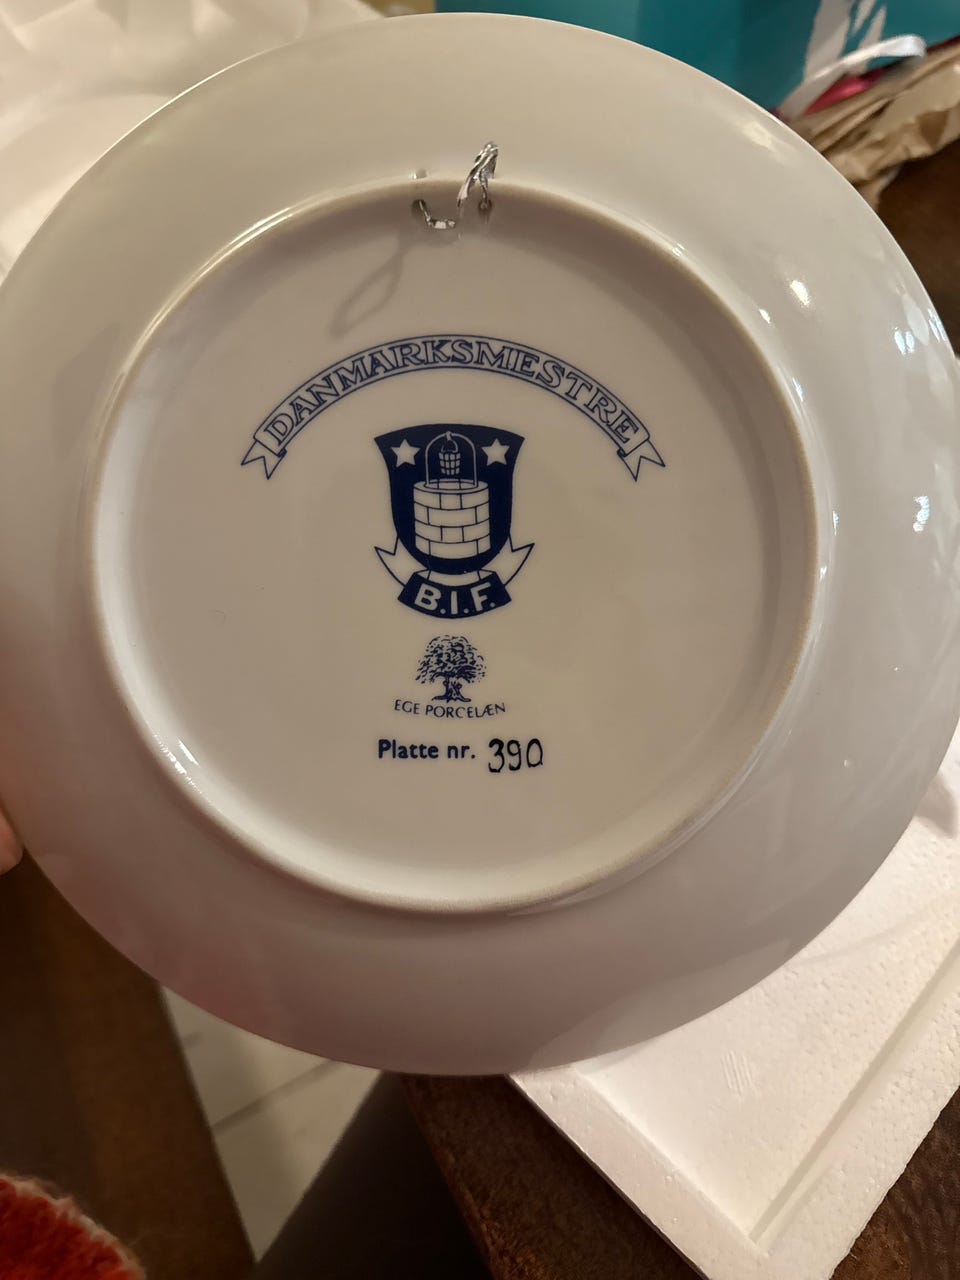 DANMARKSMESTRE
B.I.F.
EGE PORCELÆN
Platte nr. 390